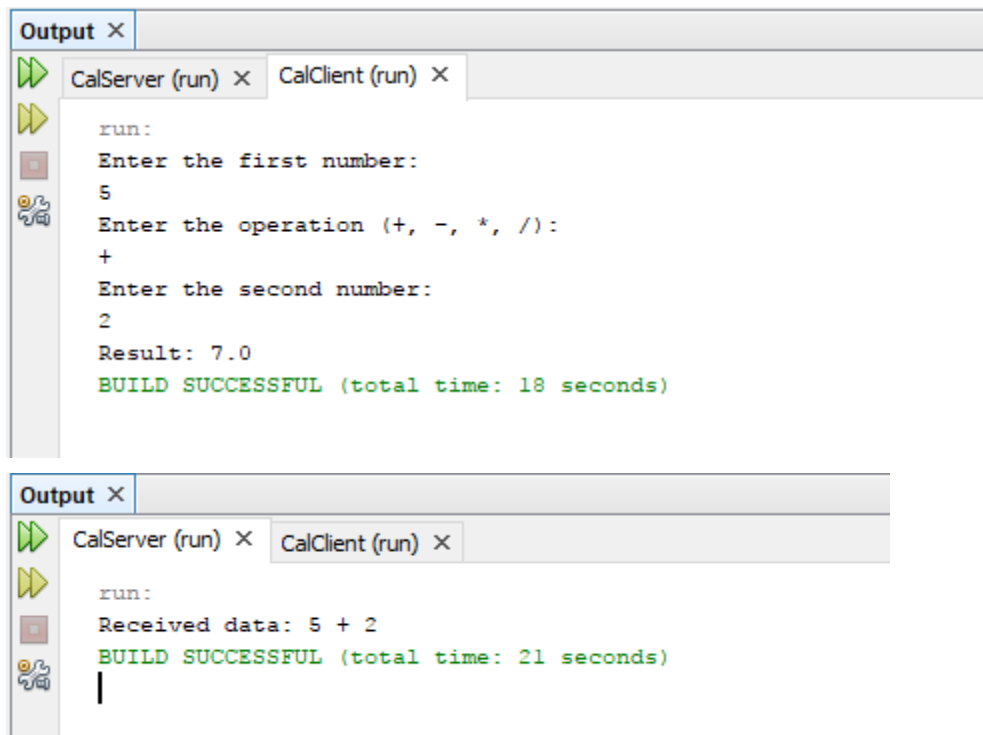 Output ×
CalServer (run) × CalClient (run) ×
run:
Enter the first number:
5
Enter the operation (+, -, *, /):
+
Enter the second number:
2
Result: 7.0
BUILD SUCCESSFUL (total time: 18 seconds)
Output ×
CalServer (run) × CalClient (run) ×
run:
Received data: 5 + 2
BUILD SUCCESSFUL (total time: 21 seconds)